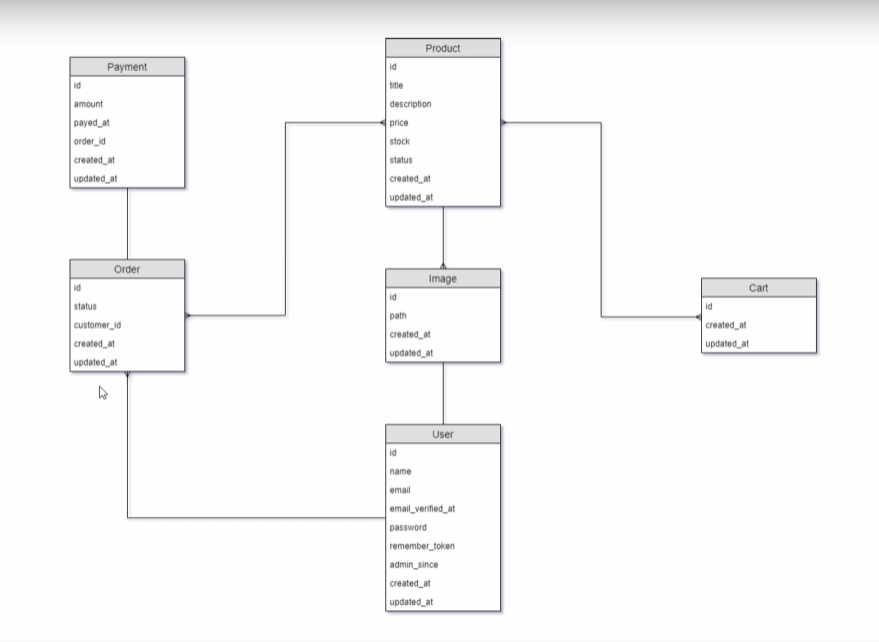 Payment
id
amount
payed_at
order_id
created_at
updated_at
Product
id
title
description
price
stock
status
created_at
updated_at
Order
id
status
customer_id
created_at
updated_at
Image
id
path
created_at
updated_at
Cart
id
created_at
updated_at
User
id
name
email
email_verified_at
password
remember_token
admin_since
created_at
updated_at